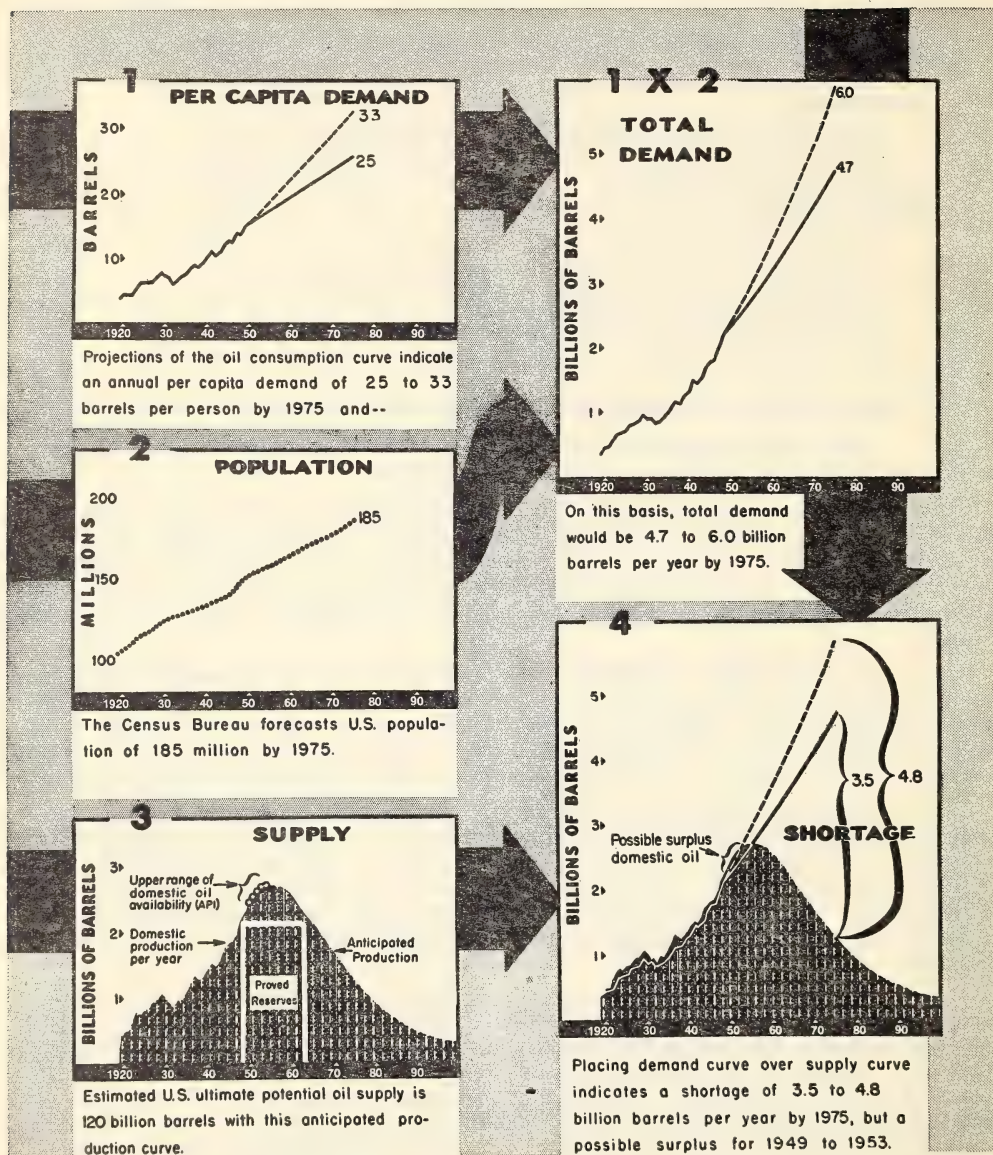 1
PER CAPITA DEMAND
BARRELS
30
20
10
33
25
1920 30 40 50 60 70 80 90
Projections of the oil consumption curve indicate
an annual per capita demand of 25 to 33
barrels per person by 1975 and--
2
POPULATION
MILLIONS
200
150
100
185
1920 30 40 50 60 70 80 90
The Census Bureau forecasts U.S. popula-
tion of 185 million by 1975.
3
SUPPLY
BILLIONS OF BARRELS
3
2
1
Upper range of
domestic oil
availability (API)
Domestic
production
per year
Proved
Reserves
Anticipated
Production
1920 30 40 50 60 70 80 90
Estimated U.S. ultimate potential oil supply is
120 billion barrels with this anticipated pro-
duction curve.
1 X 2
TOTAL
DEMAND
BILLIONS OF BARRELS
5
4
3
2
1
6.0
4.7
1920 30 40 50 60 70 80 90
On this basis, total demand
would be 4.7 to 6.0 billion
barrels per year by 1975.
4
BILLIONS OF BARRELS
5
4
3
2
1
Possible surplus
domestic oil
SHORTAGE
3.5
4.8
1920 30 40 50 60 70 80 90
Placing demand curve over supply curve
indicates a shortage of 3.5 to 4.8
billion barrels per year by 1975, but a
possible surplus for 1949 to 1953.